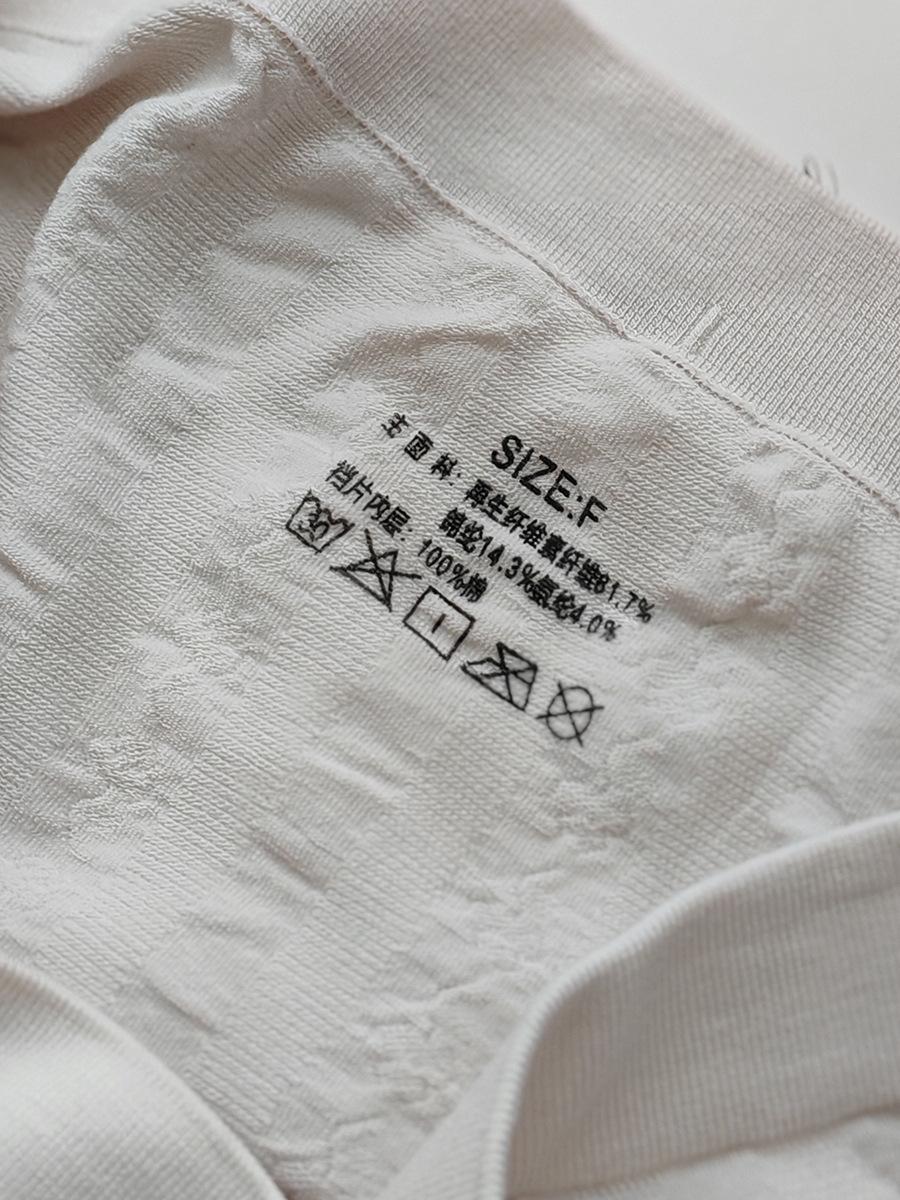 SIZE:F
主面料: 再生纤维素纤维81.7%
锦纶14.3%氨纶4.0%
裆片内层: 100%棉